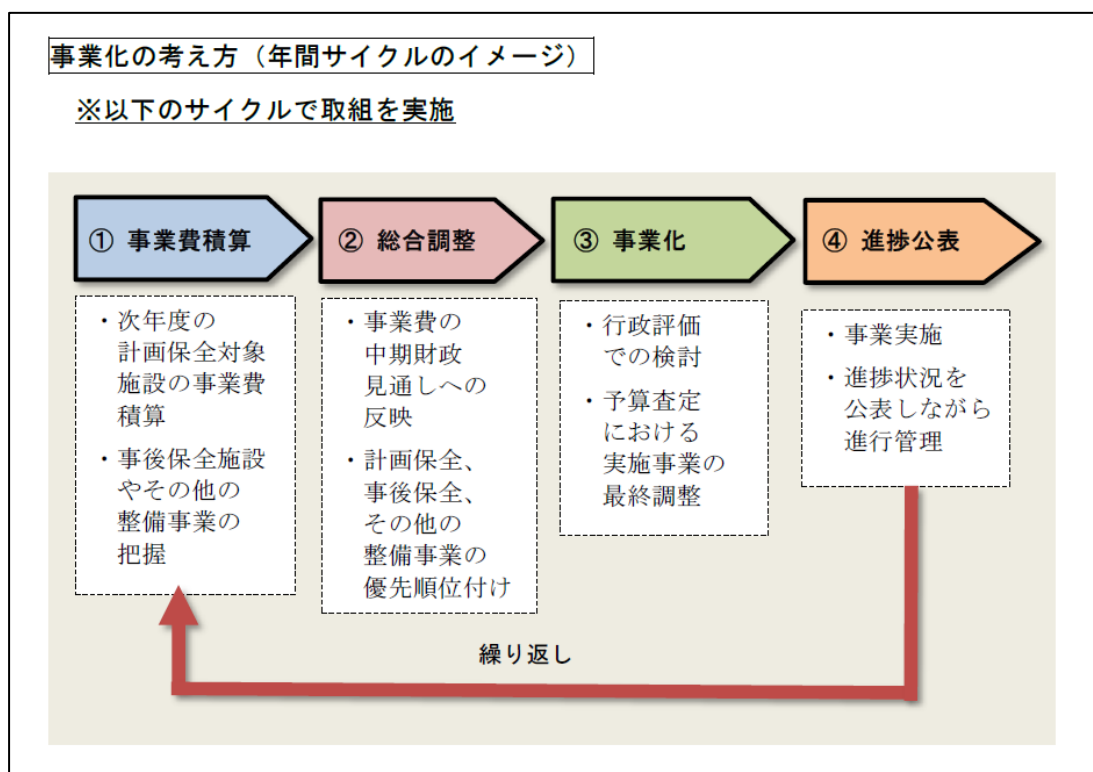 事業化の考え方（年間サイクルのイメージ）
※以下のサイクルで取組を実施
① 事業費積算
・次年度の
計画保全対象
施設の事業費
積算
・事後保全施設
やその他の
整備事業の
把握
② 総合調整
・事業費の
中期財政
見通しへの
反映
・計画保全、
事後保全、
その他の
整備事業の
優先順位付け
③ 事業化
・行政評価
での検討
・予算査定
における
実施事業の
最終調整
④ 進捗公表
・事業実施
・進捗状況を
公表しながら
進行管理
繰り返し